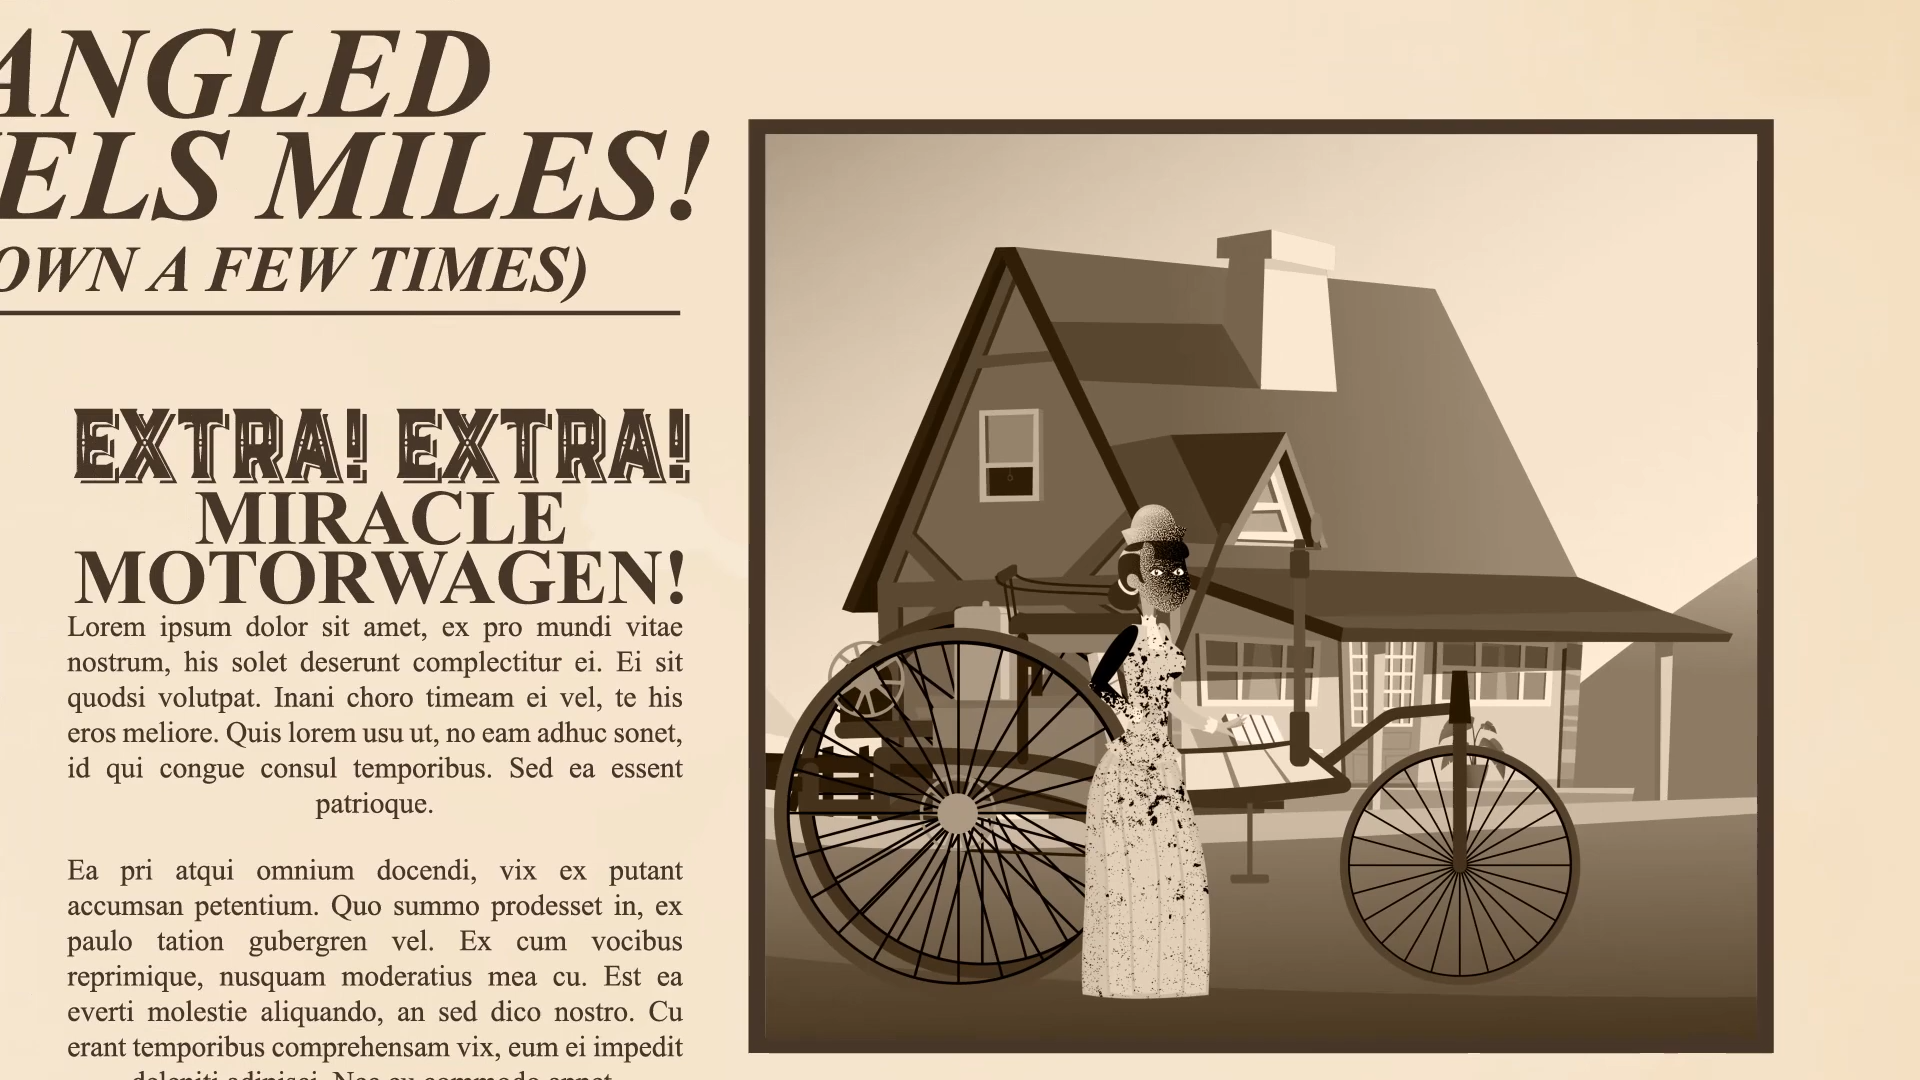 ANGLED
ELS MILES!
OWN A FEW TIMES)
EXTRA! EXTRA!
MIRACLE
MOTORWAGEN!
Lorem ipsum dolor sit amet, ex pro mundi vitae
nostrum, his solet deserunt complectitur ei. Ei sit
quodsi volutpat. Inani choro timeam ei vel, te his
eros meliore. Quis lorem usu ut, no eam adhuc sonet,
id qui congue consul temporibus. Sed ea essent
patrioque.
Ea pri atqui omnium docendi, vix ex putant
accumsan petentium. Quo summo prodesset in, ex
paulo tation gubergren vel. Ex cum vocibus
reprimique, nusquam moderatius mea cu. Est ea
everti molestie aliquando, an sed dico nostro. Cu
erant temporibus comprehensam vix, eum ei impedit
deleniti adipisci. Nec eu commodo